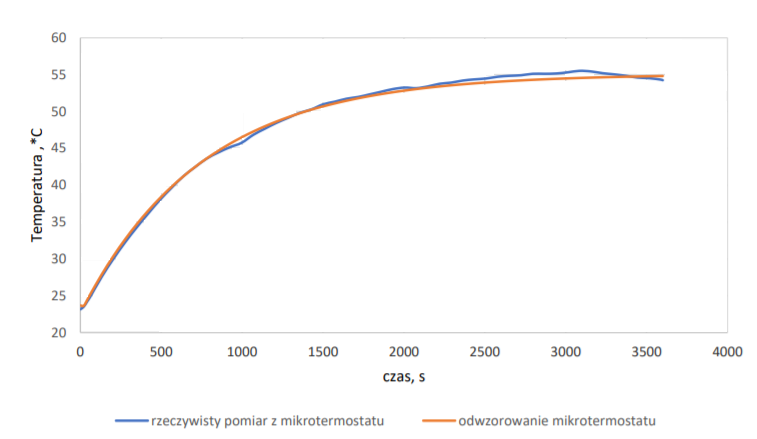 60
55
50
45
40
35
30
25
20
Temperatura ,*C
0 500 1000 1500 2000 2500 3000 3500 4000
czas, s
rzeczywisty pomiar z mikrotermostatu odwzorowanie mikrotermostatu